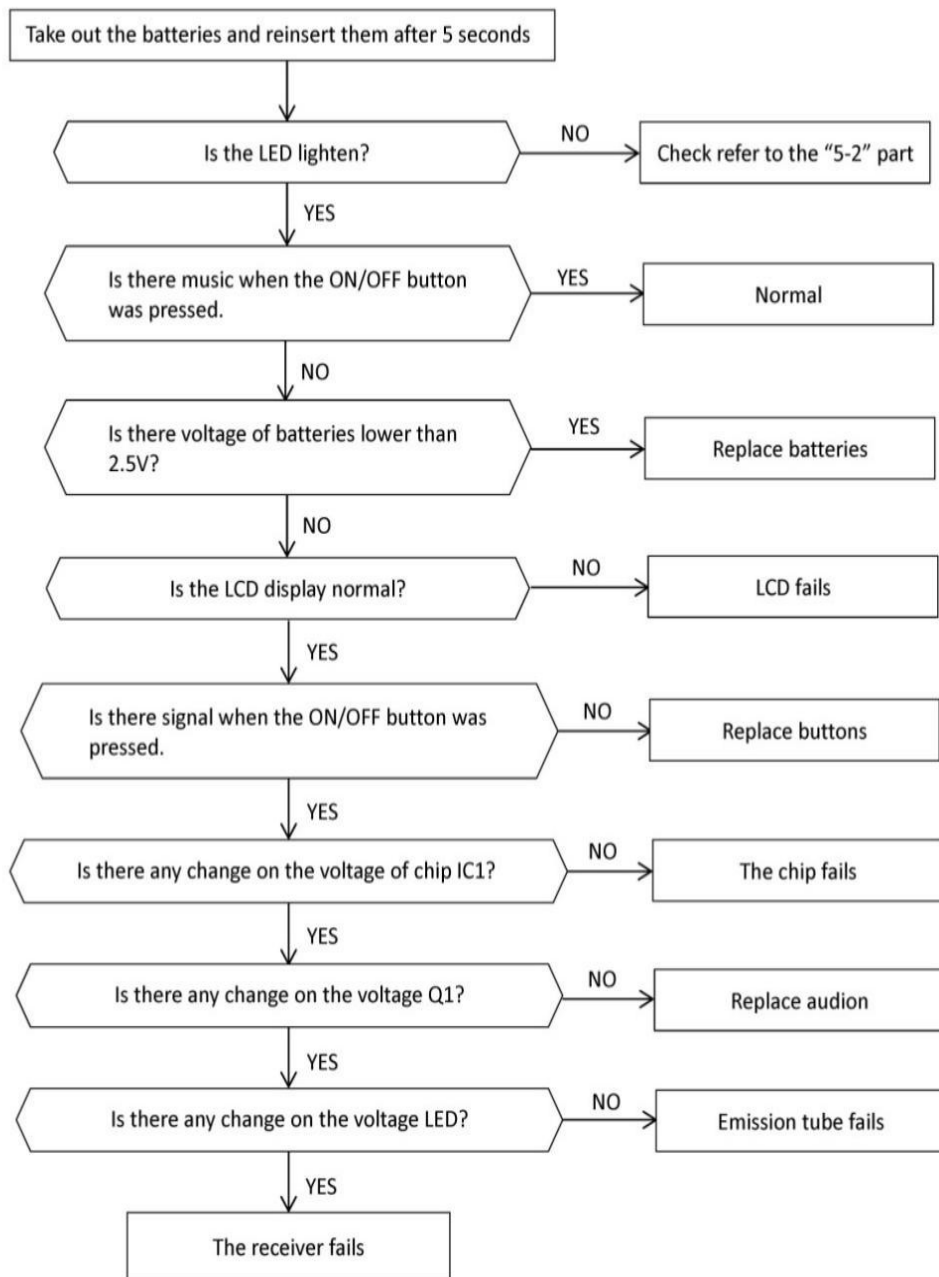 Take out the batteries and reinsert them after 5 seconds
Is the LED lighten?
NO
Check refer to the “5-2” part
YES
Is there music when the ON/OFF button
was pressed.
YES
Normal
NO
Is there voltage of batteries lower than
2.5V?
YES
Replace batteries
NO
Is the LCD display normal?
NO
LCD fails
YES
Is there signal when the ON/OFF button was
pressed.
NO
Replace buttons
YES
Is there any change on the voltage of chip IC1?
NO
The chip fails
YES
Is there any change on the voltage Q1?
NO
Replace audion
YES
Is there any change on the voltage LED?
NO
Emission tube fails
YES
The receiver fails